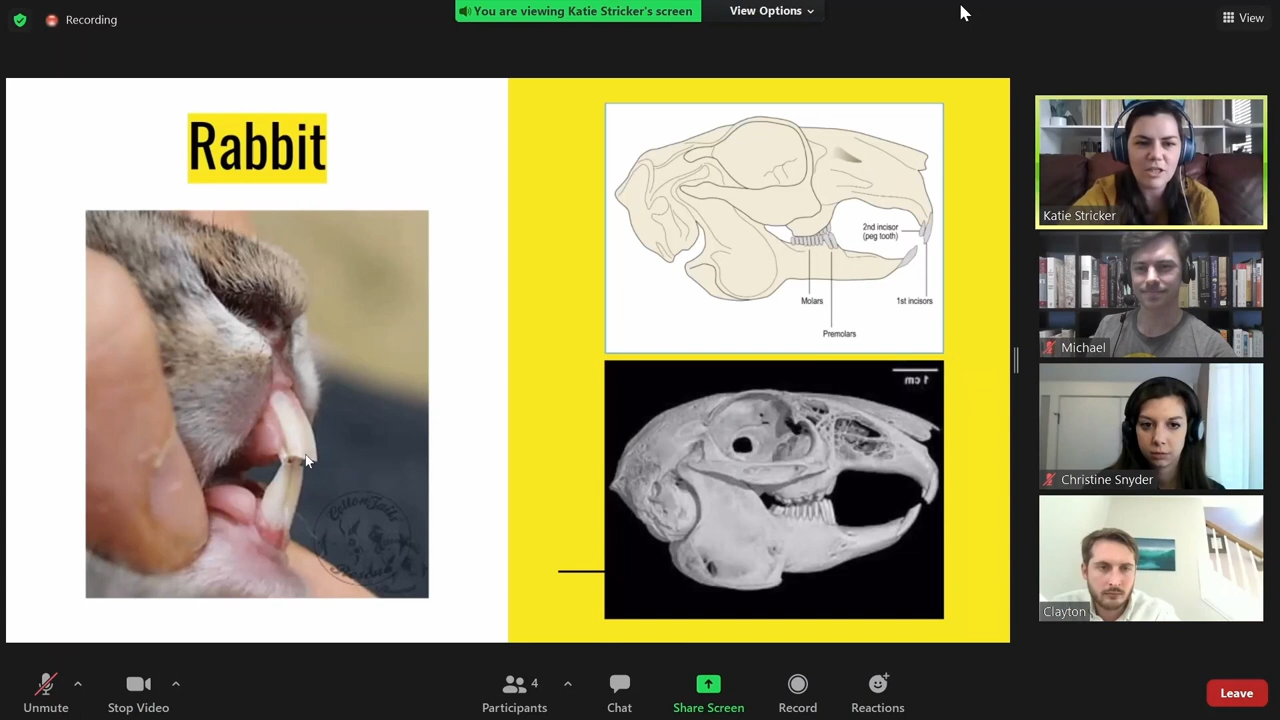 Recording
You are viewing Katie Stricker's screen
View Options
View
Rabbit
2nd incisor
(peg tooth)
Molars
1st incisors
Premolars
1 cm
CottonTails
Rescue
Katie Stricker
Michael
Christine Snyder
Clayton
Unmute
Stop Video
Participants
4
Chat
Share Screen
Record
Reactions
Leave